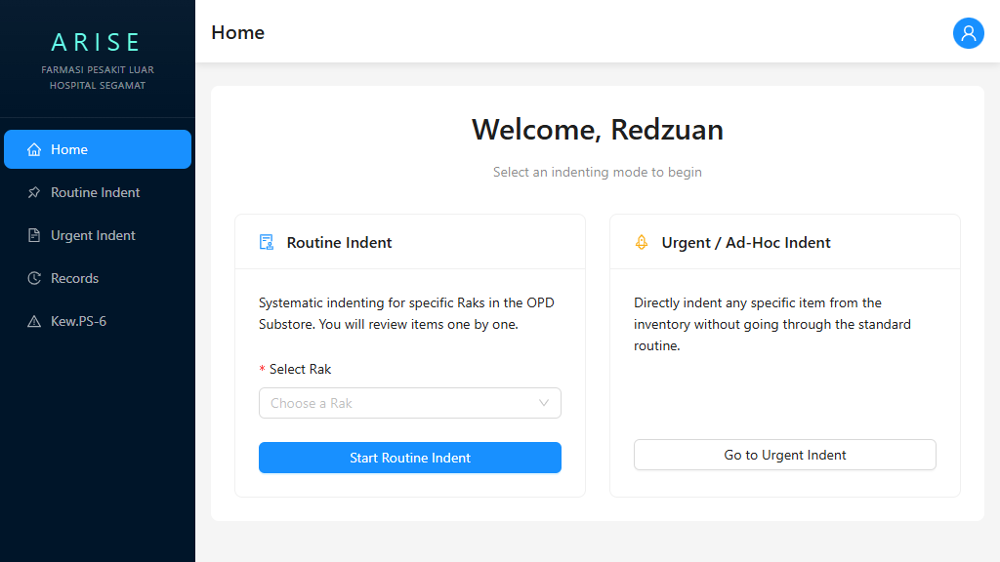 ARISE
FARMASI PESAKIT LUAR
HOSPITAL SEGAMAT
Home
Routine Indent
Urgent Indent
Records
Kew.PS-6
Home
Welcome, Redzuan
Select an indenting mode to begin
Routine Indent
Systematic indenting for specific Raks in the OPD
Substore. You will review items one by one.
* Select Rak
Choose a Rak
Start Routine Indent
Urgent / Ad-Hoc Indent
Directly indent any specific item from the
inventory without going through the standard
routine.
Go to Urgent Indent